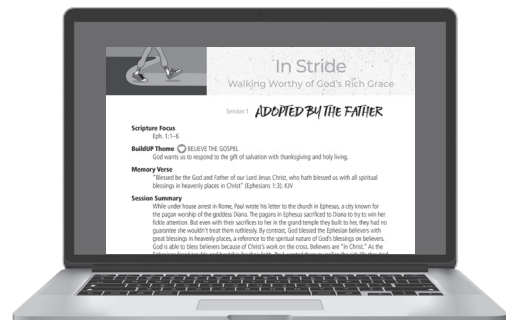 In Stride
Walking Worthy of God's Rich Grace
Session 1 ADOPTED BY THE FATHER
Scripture Focus
Eph. 1:1–6
BuildUP Theme BELIEVE THE GOSPEL
God wants us to respond to the gift of salvation with thanksgiving and holy living.
Memory Verse
"Blessed be the God and Father of our Lord Jesus Christ, who hath blessed us with all spiritual
blessings in heavenly places in Christ" (Ephesians 1:3). KJV
Session Summary
While under house arrest in Rome, Paul wrote his letter to the church in Ephesus, a city known for
the pagan worship of the goddess Diana. The pagans in Ephesus sacrificed to Diana to try to win her
fickle attention. But even with their sacrifices to her in the grand temple they built to her, they had no
guarantee she wouldn't treat them ruthlessly. By contrast, God blessed the Ephesian believers with
great blessings in heavenly places, a reference to the spiritual nature of God's blessings on believers.
God is able to bless believers because of Christ's work on the cross. Believers are "in Christ." As the